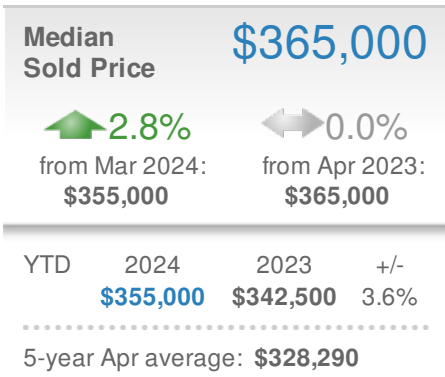 Median $365,000
Sold Price
2.8% 0.0%
from Mar 2024: from Apr 2023:
$355,000 $365,000
YTD 2024 2023 +/-
$355,000 $342,500 3.6%
5-year Apr average: $328,290